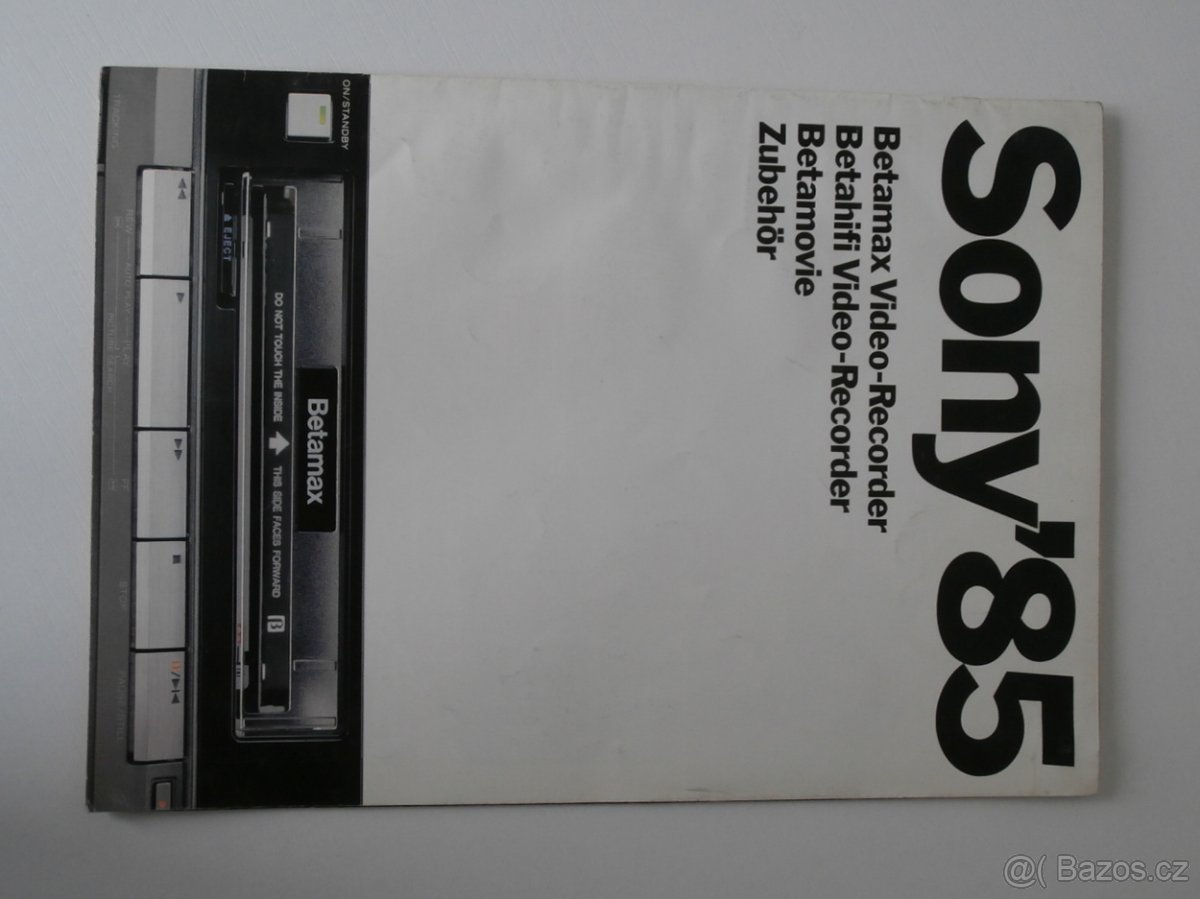 Sony'85
Betamax Video-Recorder
Betahifi Video-Recorder
Betamovie
Zubehör
ON/STANDBY
Betamax
DO NOT TOUCH THE INSIDE THIS SIDE FACES FORWARD β
▲ EJECT
TRACKING
STOP
@( Bazos.cz